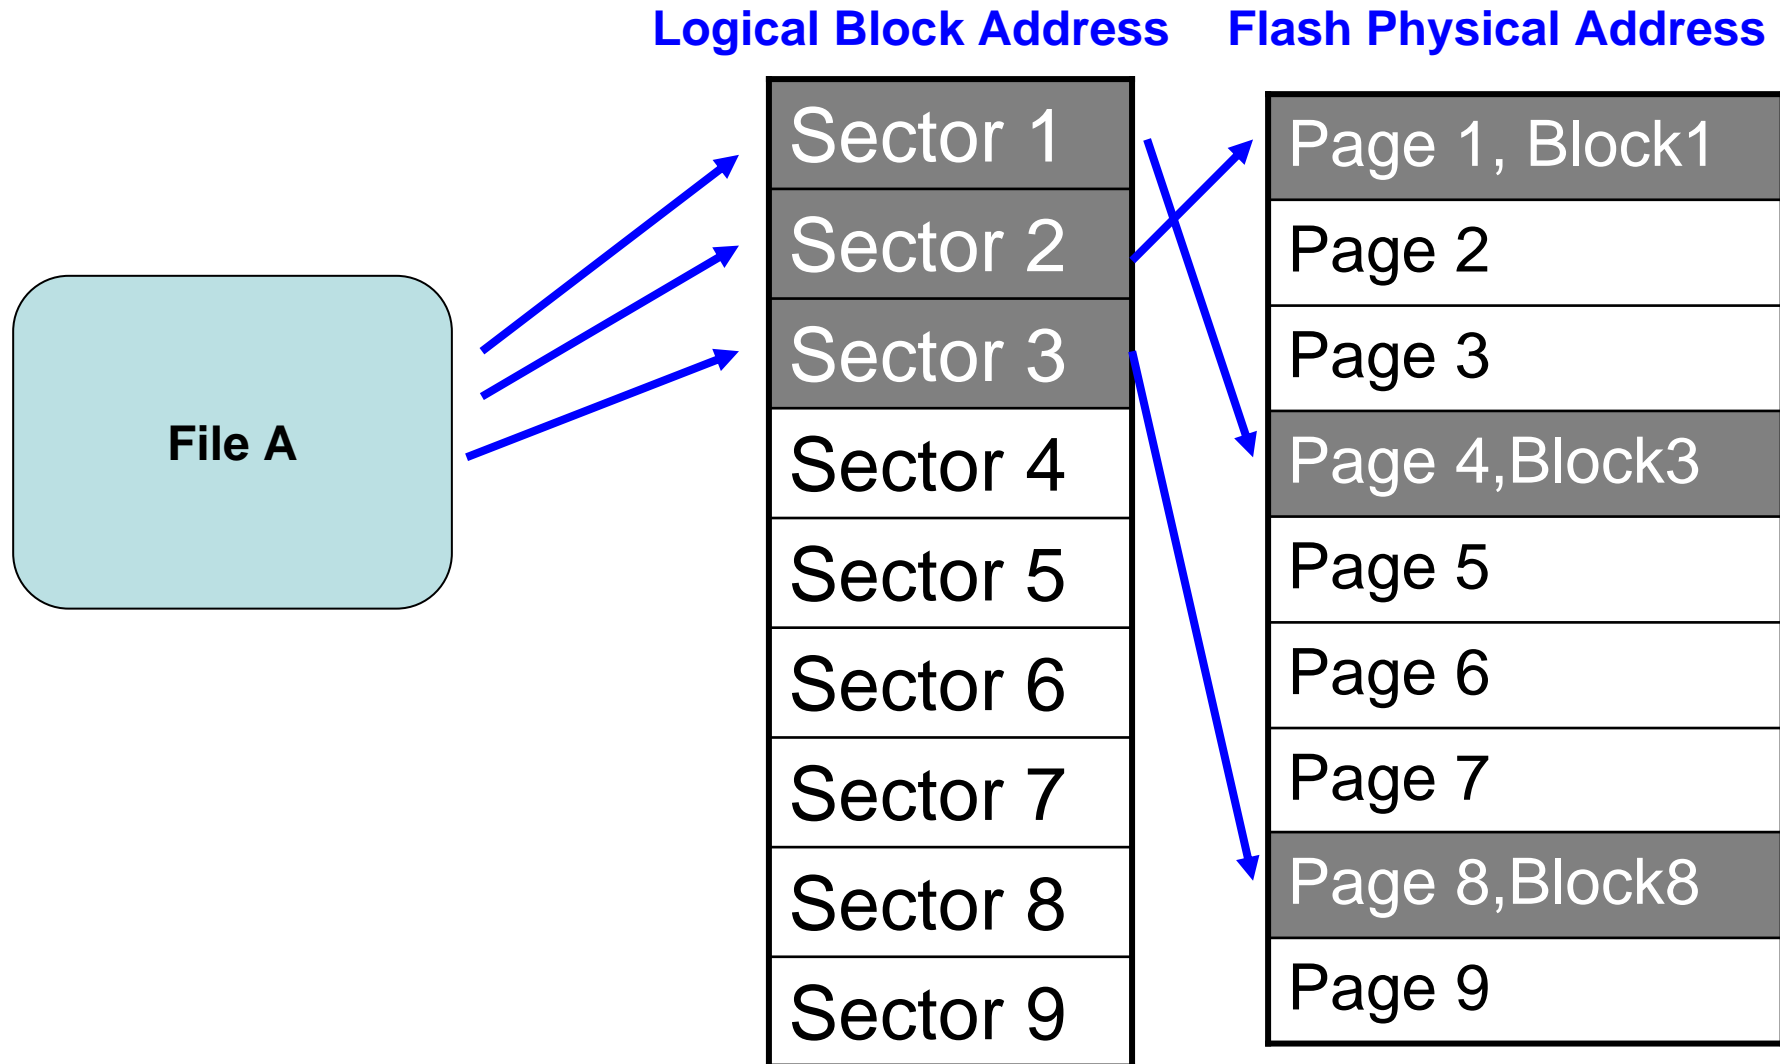 Logical Block Address
Flash Physical Address
File A
Sector 1
Sector 2
Sector 3
Sector 4
Sector 5
Sector 6
Sector 7
Sector 8
Sector 9
Page 1, Block1
Page 2
Page 3
Page 4,Block3
Page 5
Page 6
Page 7
Page 8,Block8
Page 9